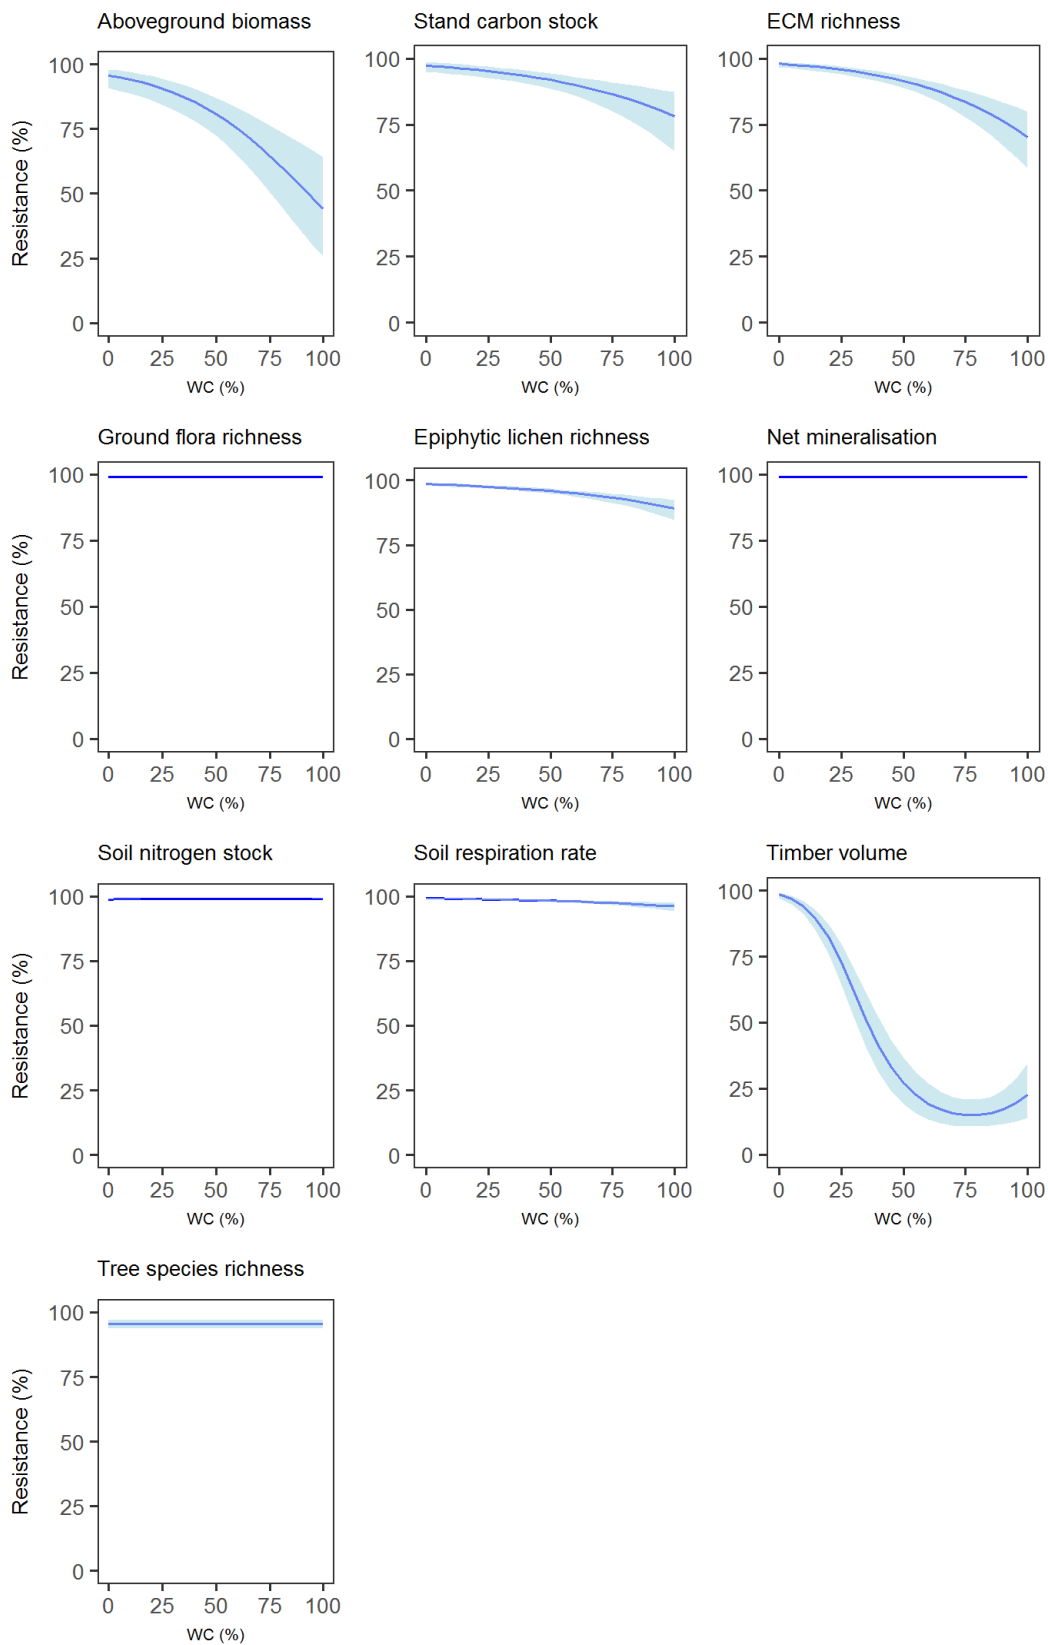 Aboveground biomass
Stand carbon stock
ECM richness
Resistance (%)
100
75
50
25
0
0 25 50 75 100
WC (%)
100
75
50
25
0
0 25 50 75 100
WC (%)
100
75
50
25
0
0 25 50 75 100
WC (%)
Ground flora richness
Epiphytic lichen richness
Net mineralisation
Resistance (%)
100
75
50
25
0
0 25 50 75 100
WC (%)
100
75
50
25
0
0 25 50 75 100
WC (%)
100
75
50
25
0
0 25 50 75 100
WC (%)
Soil nitrogen stock
Soil respiration rate
Timber volume
Resistance (%)
100
75
50
25
0
0 25 50 75 100
WC (%)
100
75
50
25
0
0 25 50 75 100
WC (%)
100
75
50
25
0
0 25 50 75 100
WC (%)
Tree species richness
Resistance (%)
100
75
50
25
0
0 25 50 75 100
WC (%)